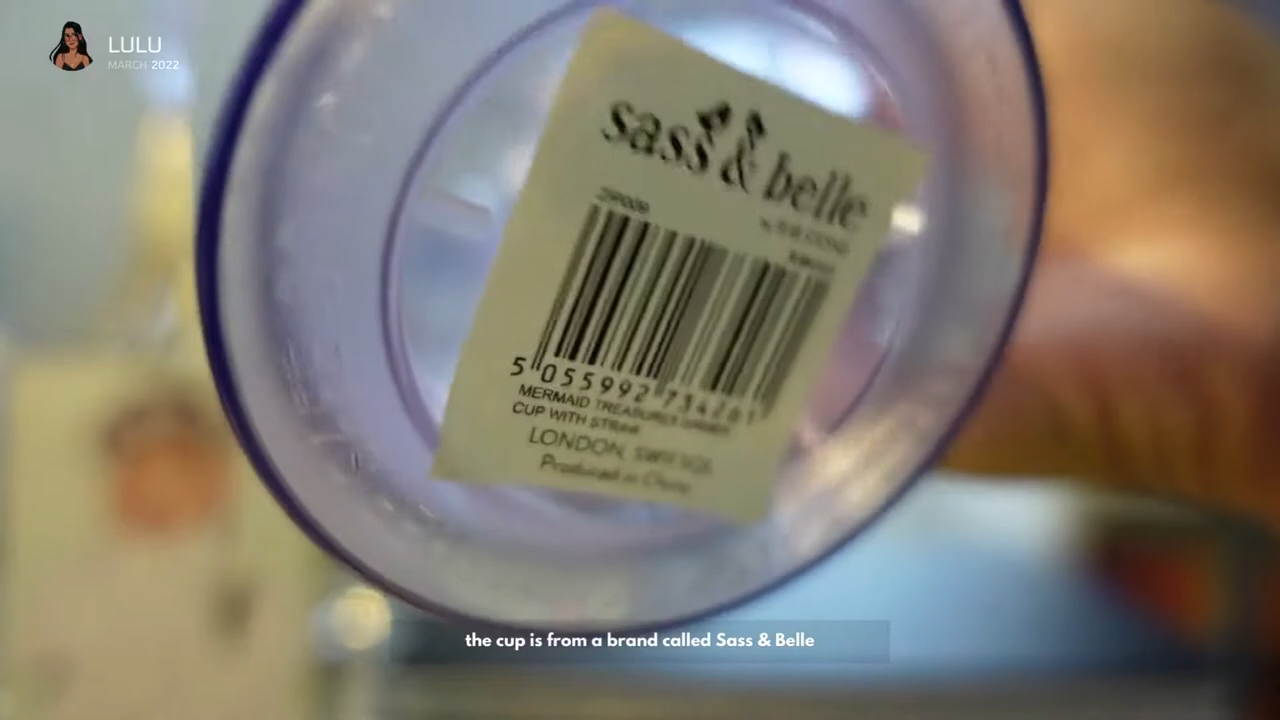 LULU
MARCH 2022
sass & belle
5 055992 734261
MERMAID TREASURES
CUP WITH STRAW
LONDON, SW11
Produced in China
the cup is from a brand called Sass & Belle